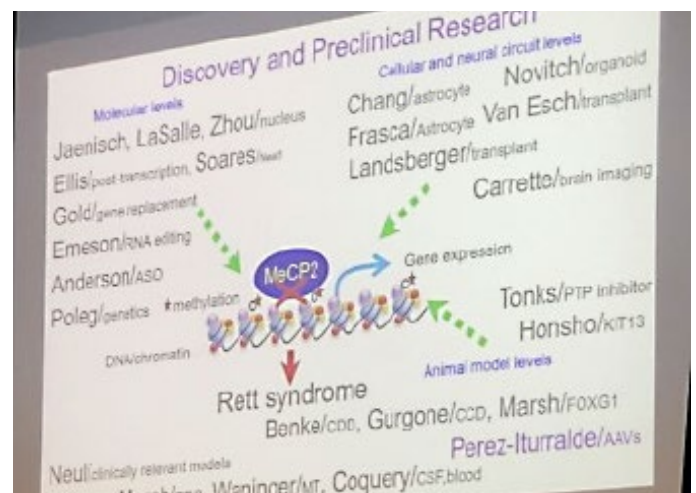 Discovery and Preclinical Research
Molecular levels
Jaenisch, LaSalle, Zhou/nucleus
Ellis/post-transcription, Soares/
Gold/gene replacement
Emeson/RNA editing
Anderson/ASO
Poleg/genetics
*methylation
DNA/chromatin
Cellular and neural circuit levels
Chang/astrocyte
Novitch/organoid
Frasca/Astrocyte
Van Esch/transplant
Landsberger/transplant
Carrette/brain imaging
MeCP2
Gene expression
Tonks/PTP inhibitor
Honsho/KIT13
Animal model levels
Rett syndrome
Benke/CDD, Gurgone/CCD, Marsh/FOXG1
Perez-Iturralde/AAVs
Neul/clinically relevant models
Waninger/MT, Coquery/CSF,blood